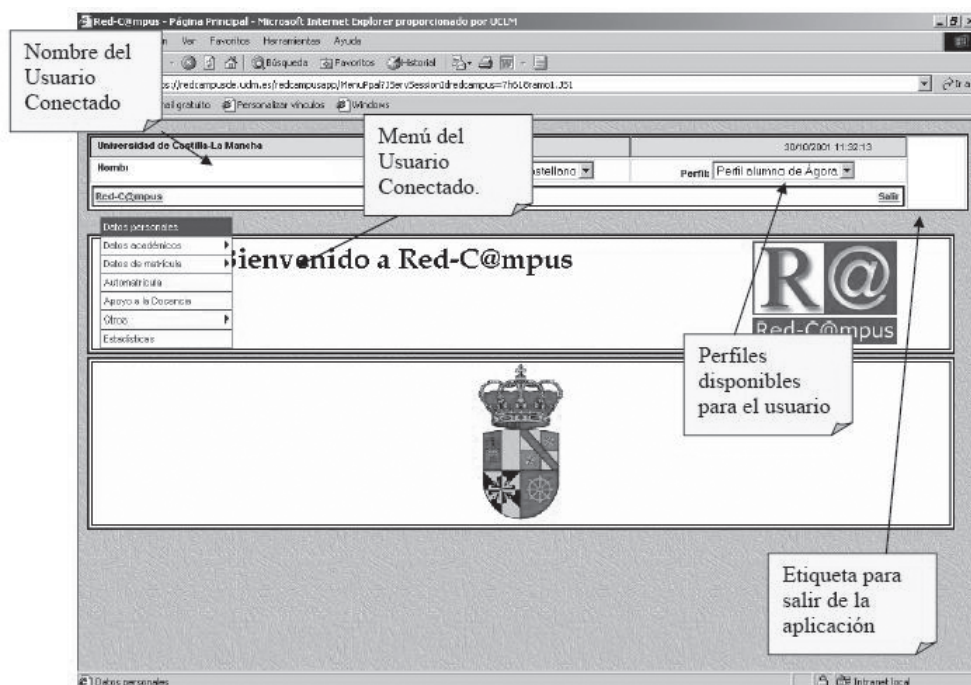 Red-C@mpus - Página Principal - Microsoft Internet Explorer proporcionado por UCLM
Ver Favoritos Herramientas Ayuda
Nombre del
Usuario
Conectado
Búsqueda Favoritos Historial
Ir a
mail gratuito Personalizar vínculos Windows
Menú del
Usuario
Conectado.
Universidad de Castilla-La Mancha
30/10/2001 11:32:13
Nombre
Perfil: Perfil alumno de Ágora
Red-C@mpus
Salir
Datos personales
Datos académicos
Datos de matrícula
Automatrícula
Apoyo a la Docencia
Otros
Estadísticas
Bienvenido a Red-C@mpus
R@
Red-C@mpus
Perfiles
disponibles
para el usuario
Etiqueta para
salir de la
aplicación
Datos personales
Intranet local